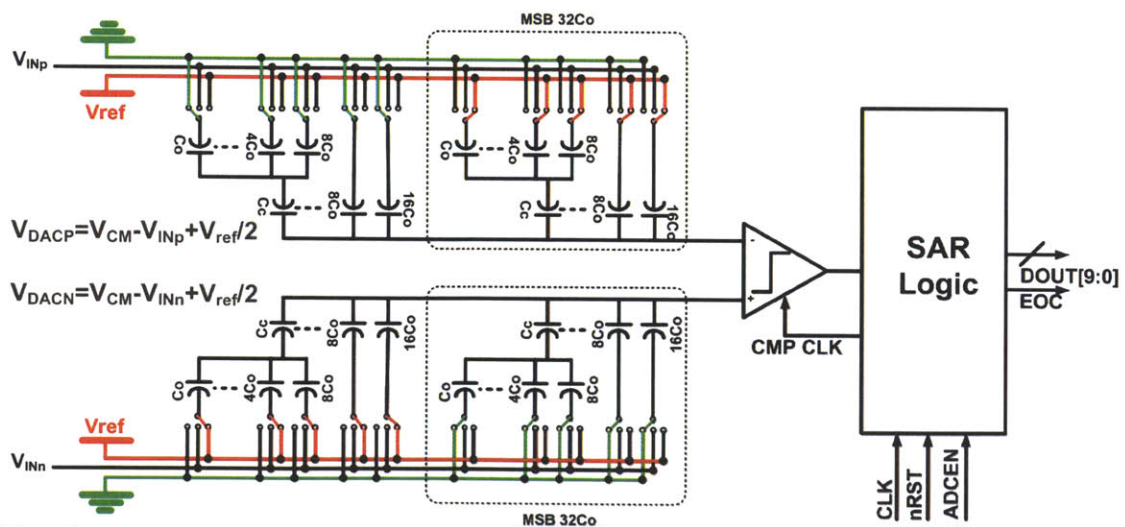 MSB 32Co
VINp
Vref
Co
4Co
8Co
Co
4Co
8Co
Cc
8Co
16Co
Cc
8Co
16Co
VDACP=VCM-VINp+Vref/2
VDACN=VCM-VINn+Vref/2
-
+
CMP CLK
SAR
Logic
DOUT[9:0]
EOC
Cc
8Co
16Co
Cc
8Co
16Co
Co
4Co
8Co
Co
4Co
8Co
Vref
VINn
MSB 32Co
CLK
nRST
ADCEN